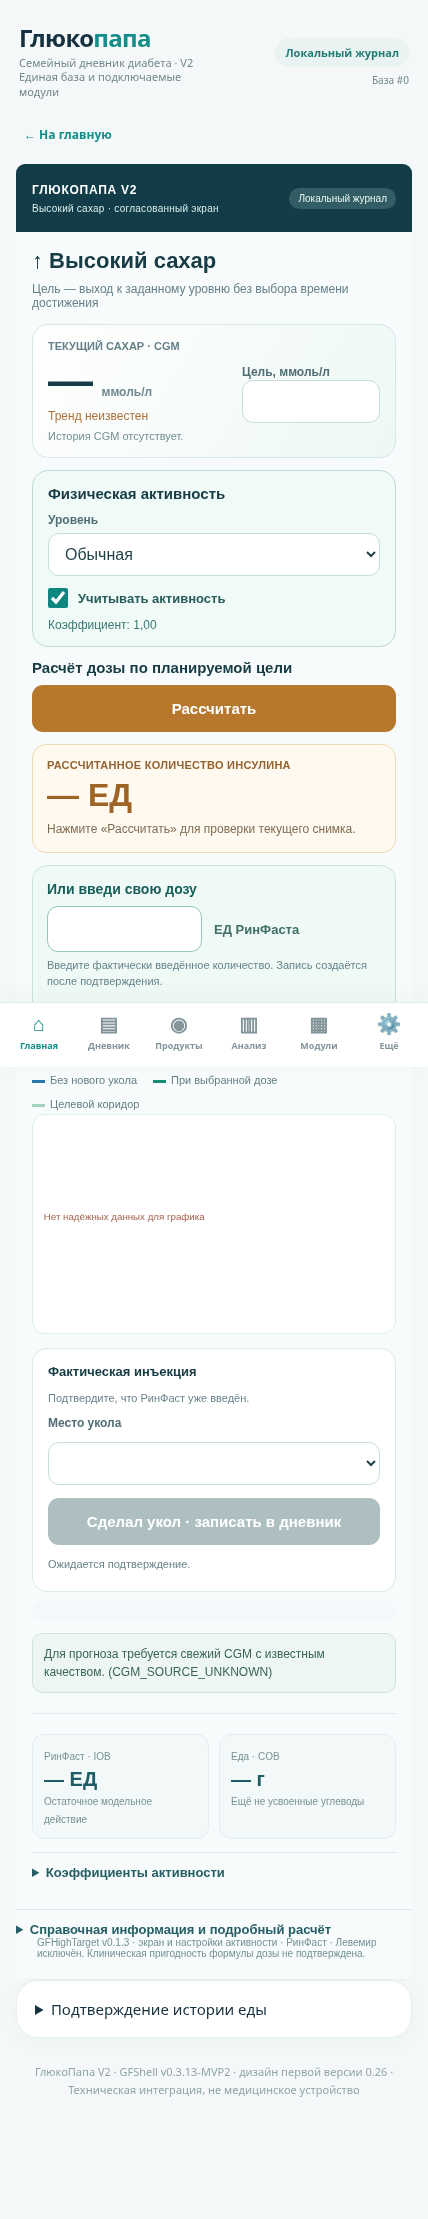 Глюкопапа
Семейный дневник диабета · V2
Единая база и подключаемые
модули
Локальный журнал
База #0
← На главную
ГЛЮКОПАПА V2
Высокий сахар · согласованный экран
Локальный журнал
↑ Высокий сахар
Цель — выход к заданному уровню без выбора времени
достижения
ТЕКУЩИЙ САХАР · CGM
— ммоль/л
Тренд неизвестен
История CGM отсутствует.
Цель, ммоль/л
Физическая активность
Уровень
Обычная
Учитывать активность
Коэффициент: 1,00
Расчёт дозы по планируемой цели
Рассчитать
РАССЧИТАННОЕ КОЛИЧЕСТВО ИНСУЛИНА
— ЕД
Нажмите «Рассчитать» для проверки текущего снимка.
Или введи свою дозу
ЕД РинФаста
Введите фактически введённое количество. Запись создаётся
после подтверждения.
Главная
Дневник
Продукты
Анализ
Модули
Ещё
Без нового укола
При выбранной дозе
Целевой коридор
Нет надёжных данных для графика
Фактическая инъекция
Подтвердите, что РинФаст уже введён.
Место укола
Сделал укол · записать в дневник
Ожидается подтверждение.
Для прогноза требуется свежий CGM с известным
качеством. (CGM_SOURCE_UNKNOWN)
РинФаст · IOB
— ЕД
Остаточное модельное
действие
Еда · COB
— г
Ещё не усвоенные углеводы
Коэффициенты активности
Справочная информация и подробный расчёт
GFHighTarget v0.1.3 · экран и настройки активности · РинФаст · Левемир
исключён. Клиническая пригодность формулы дозы не подтверждена.
Подтверждение истории еды
ГлюкоПапа V2 · GFShell v0.3.13-MVP2 · дизайн первой версии 0.26 ·
Техническая интеграция, не медицинское устройство